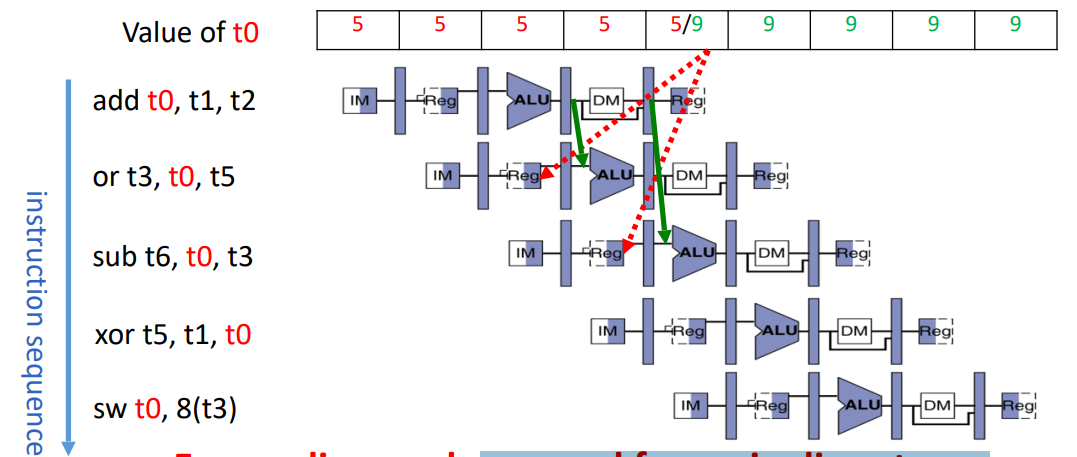 Value of t0 5 5 5 5 5/9 9 9 9 9
add t0, t1, t2 IM Reg ALU DM Reg
or t3, t0, t5 IM Reg ALU DM Reg
sub t6, t0, t3 IM Reg ALU DM Reg
xor t5, t1, t0 IM Reg ALU DM Reg
sw t0, 8(t3) IM Reg ALU DM Reg
instruction sequence